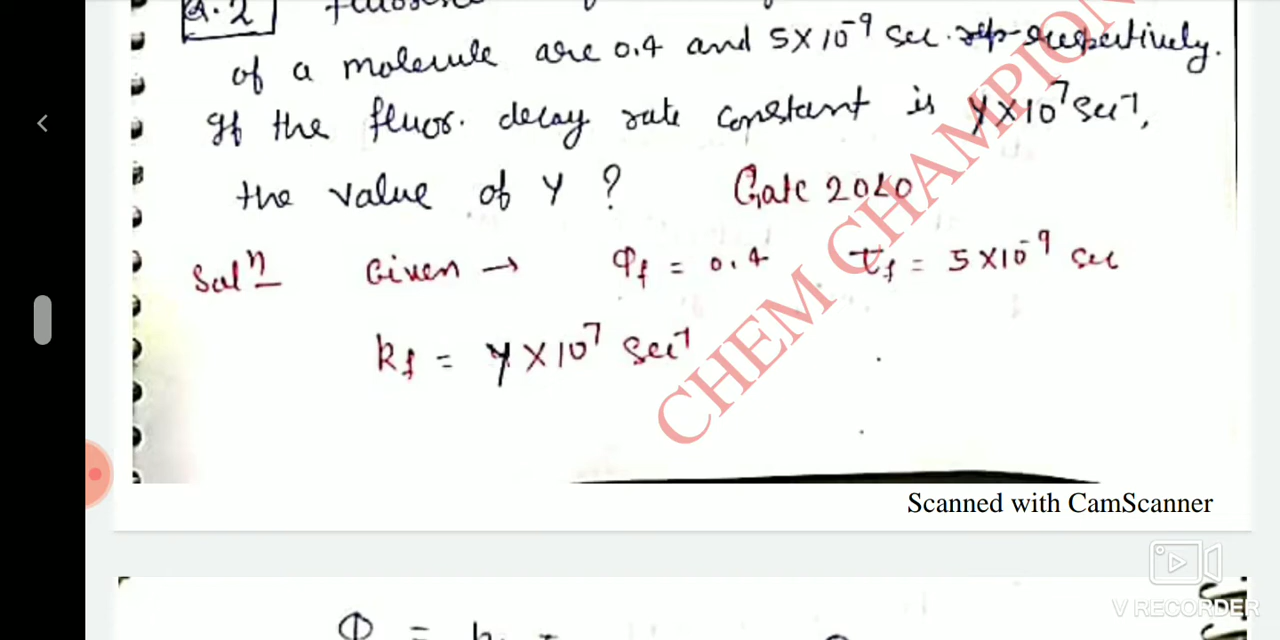 Q.2
of a molecule are 0.4 and 5×10⁻⁹ sec. respectively.
If the fluor. decay rate constant is Y×10⁷ sec⁻¹,
the value of Y ? Gate 2020
Solⁿ Given → Φf = 0.4 τf = 5×10⁻⁹ sec
kf = Y×10⁷ sec⁻¹
CHEM CHAMPION
Scanned with CamScanner
V RECORDER
Φ =